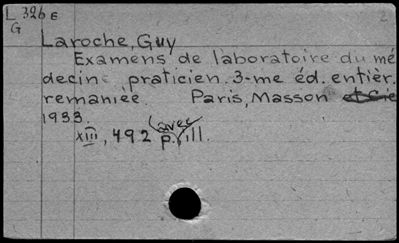 L 326 E
G
Laroche, Guy
Examens de laboratoire du mé
decin praticien. 3-me éd. entièr.
remaniée. Paris, Masson et Cie
1933.
XIII, 492 p. (avec ill.